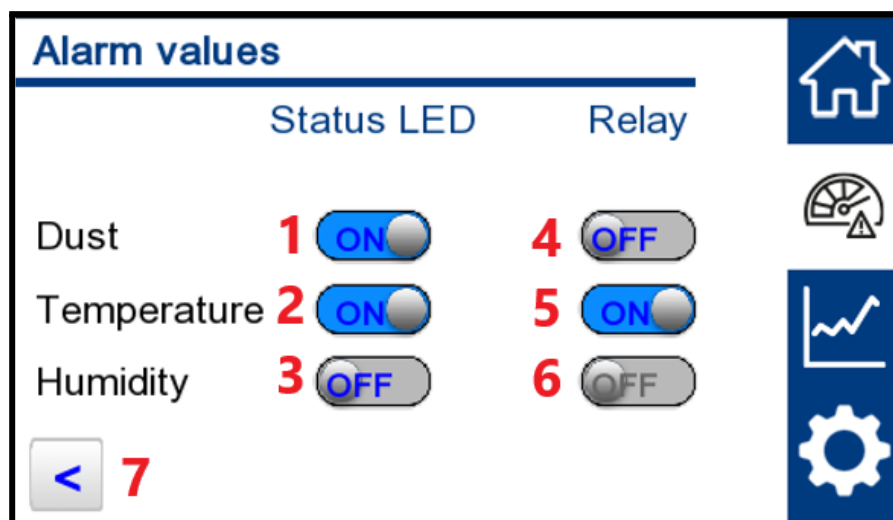 Alarm values
Status LED Relay
Dust 1 ON 4 OFF
Temperature 2 ON 5 ON
Humidity 3 OFF 6 OFF
< 7